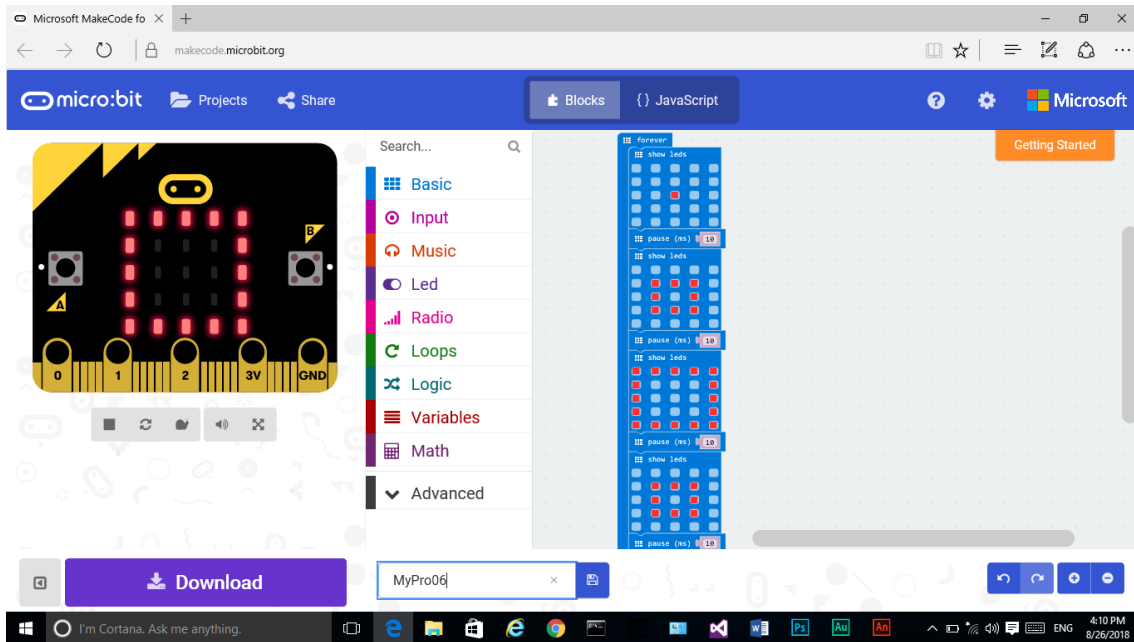 Microsoft MakeCode fo
makecode.microbit.org
micro:bit
Projects
Share
Blocks
{} JavaScript
Microsoft
Getting Started
Search...
Basic
Input
Music
Led
Radio
Loops
Logic
Variables
Math
Advanced
B
A
0 1 2 3V GND
forever
show leds
pause (ms) 10
show leds
pause (ms) 10
show leds
pause (ms) 10
show leds
pause (ms) 10
Download
MyPro06
I'm Cortana. Ask me anything.
Ps
Au
An
ENG
4:10 PM
8/26/2018